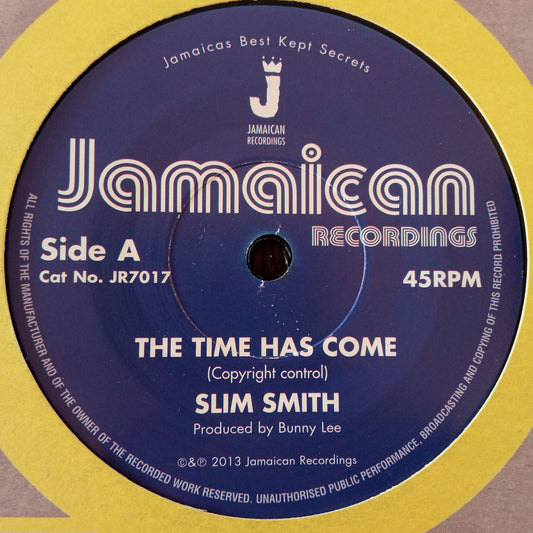 Jamaicas Best Kept Secrets
J
JAMAICAN
RECORDINGS
Jamaican
RECORDINGS
Side A
Cat No. JR7017
45RPM
THE TIME HAS COME
(Copyright control)
SLIM SMITH
Produced by Bunny Lee
©&℗ 2013 Jamaican Recordings
ALL RIGHTS OF THE MANUFACTURER AND OF THE OWNER OF THE RECORDED WORK RESERVED. UNAUTHORISED PUBLIC PERFORMANCE, BROADCASTING AND COPYING OF THIS RECORD PROHIBITED